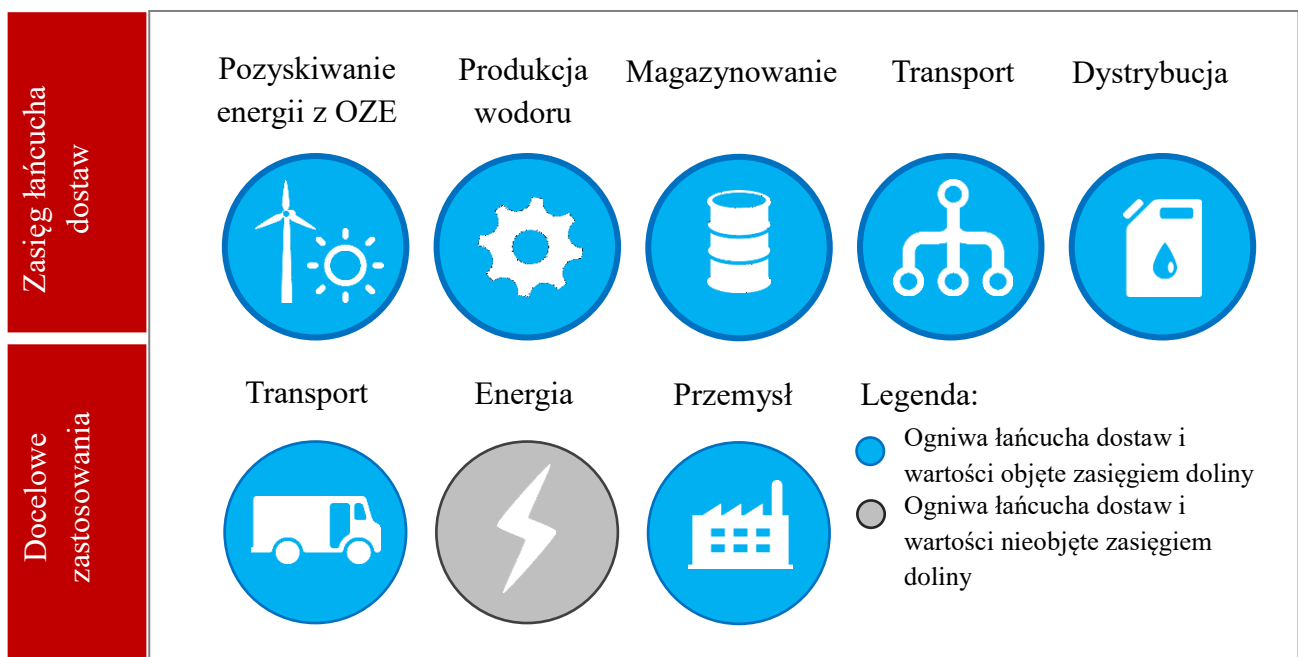 Zasięg łańcucha
dostaw
Pozyskiwanie
energii z OZE
Produkcja
wodoru
Magazynowanie
Transport
Dystrybucja
Docelowe
zastosowania
Transport
Energia
Przemysł
Legenda:
Ogniwa łańcucha dostaw i
wartości objęte zasięgiem doliny
Ogniwa łańcucha dostaw i
wartości nieobjęte zasięgiem
doliny